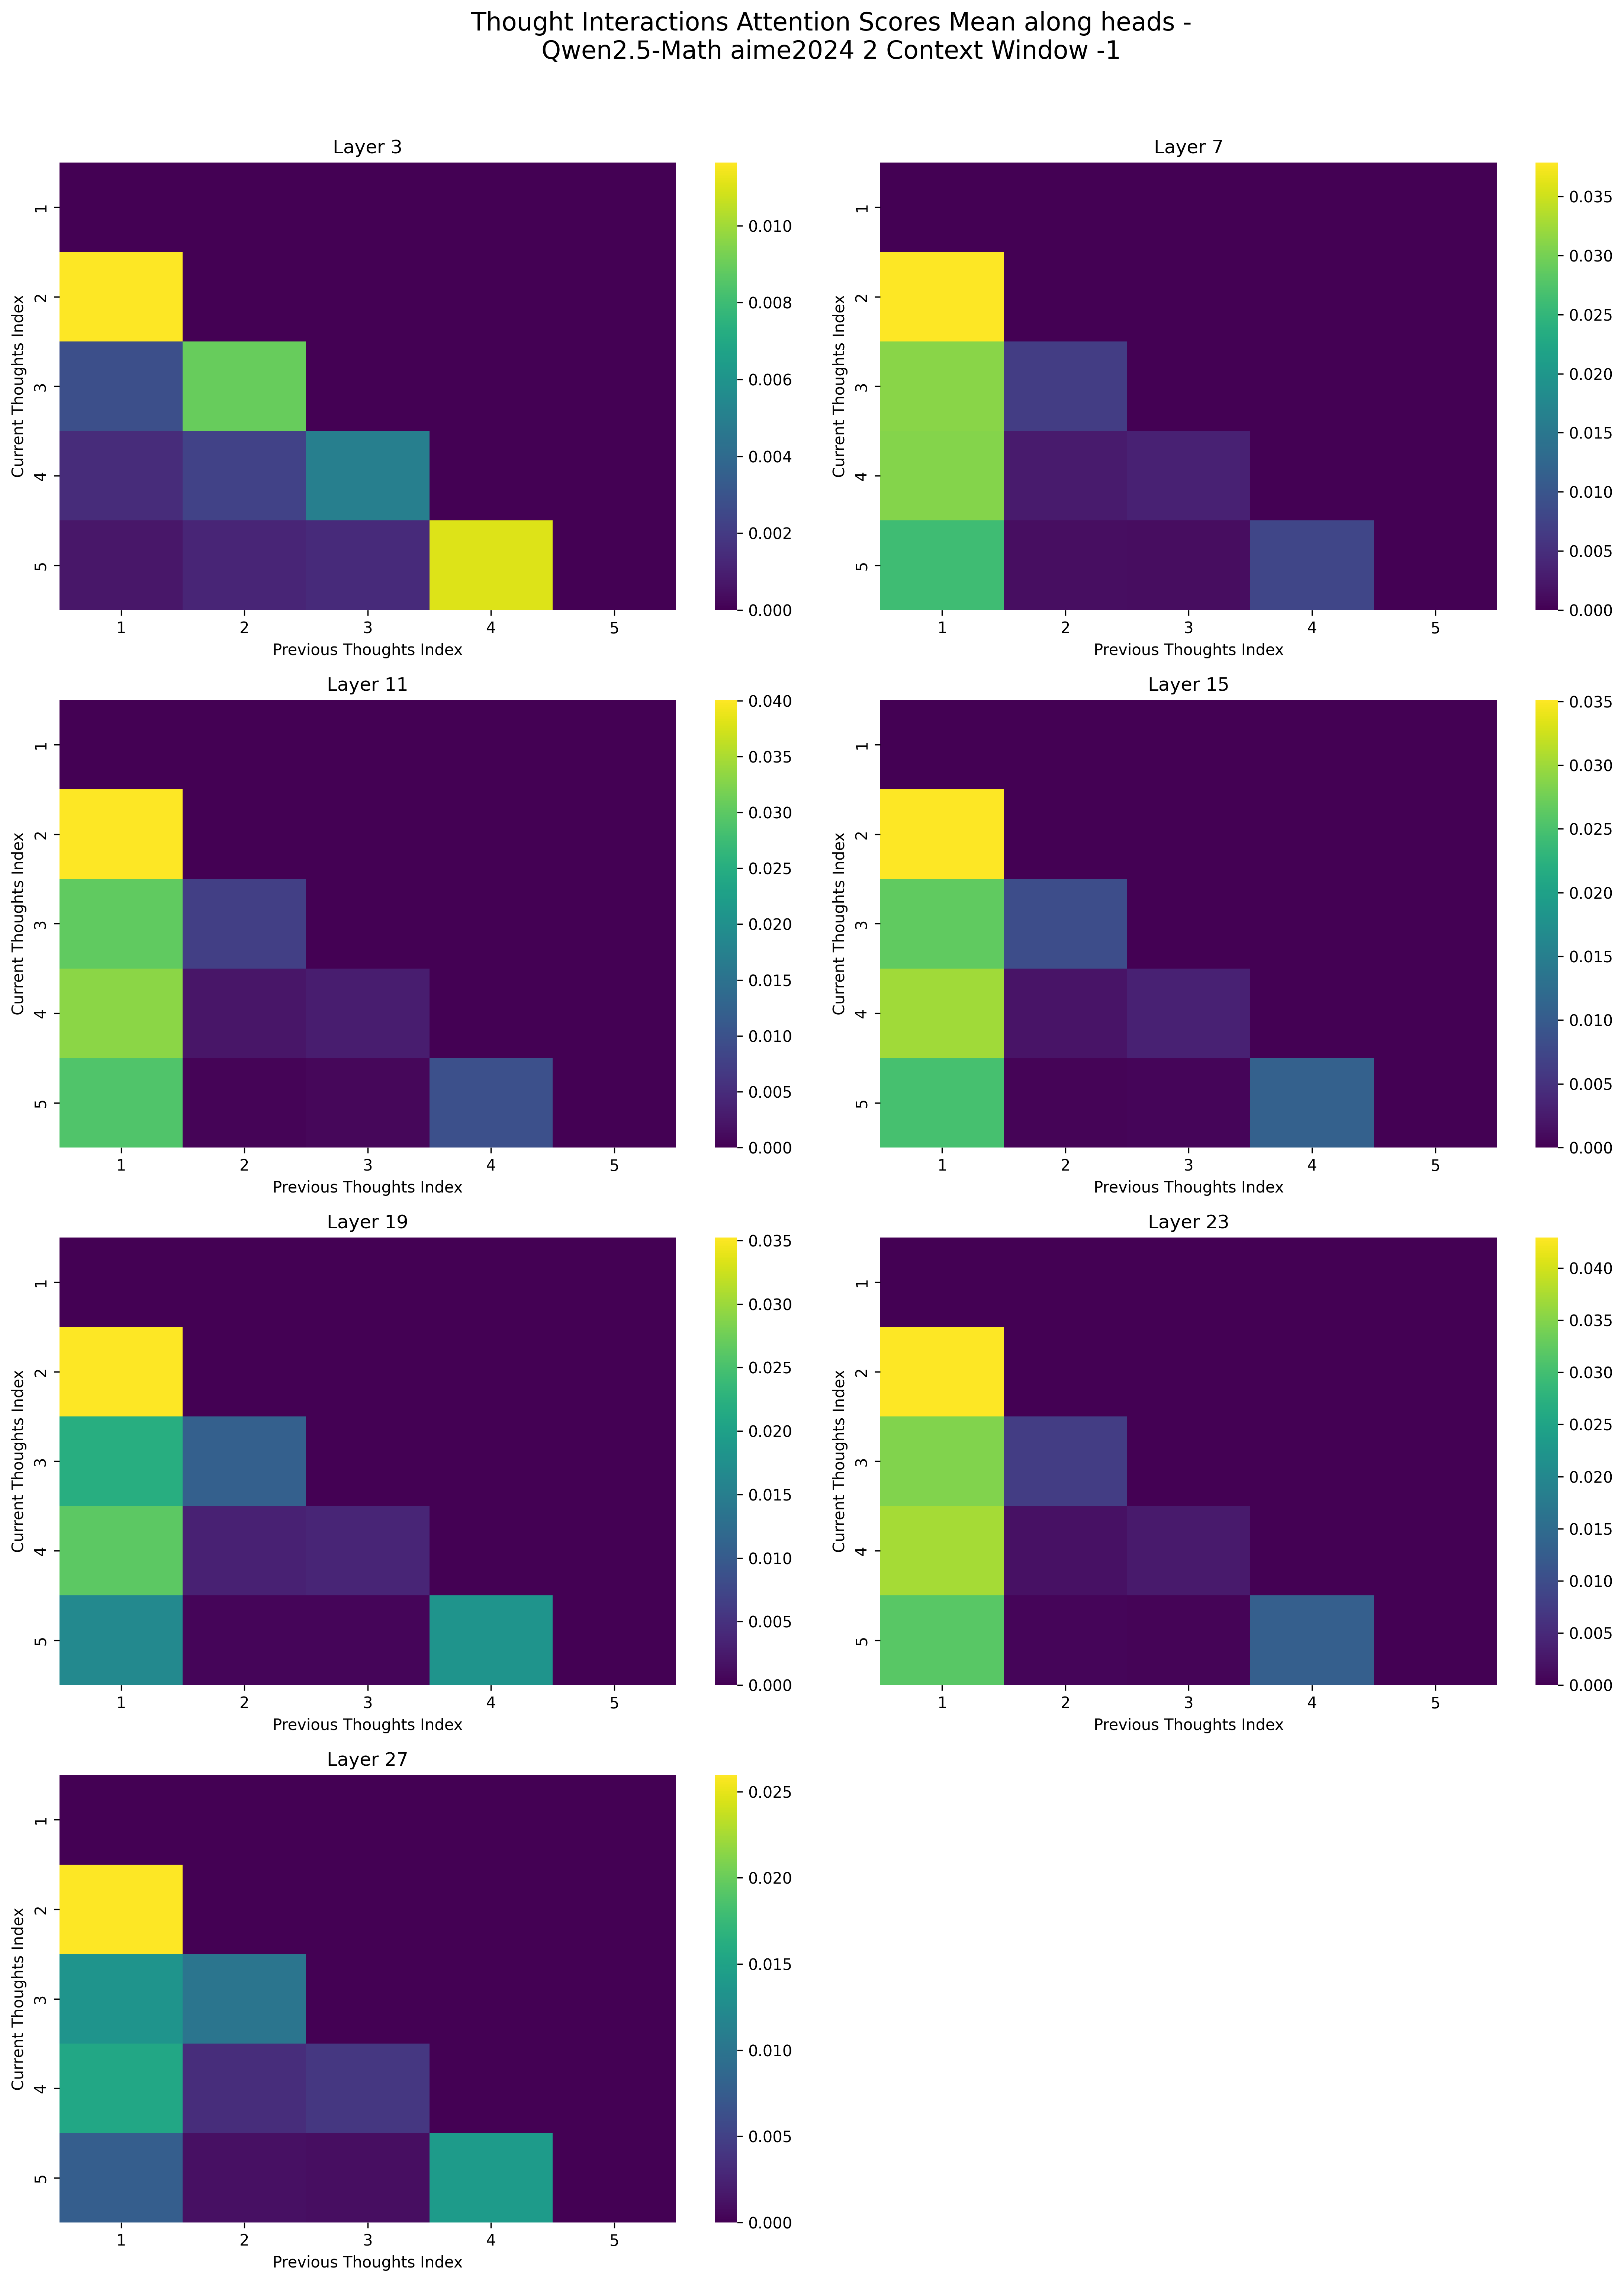 Thought Interactions Attention Scores Mean along heads -
Qwen2.5-Math aime2024 2 Context Window -1
Layer 3
Current Thoughts Index
1
2
3
4
5
1 2 3 4 5
Previous Thoughts Index
0.010
0.008
0.006
0.004
0.002
0.000
Layer 7
Current Thoughts Index
1
2
3
4
5
1 2 3 4 5
Previous Thoughts Index
0.035
0.030
0.025
0.020
0.015
0.010
0.005
0.000
Layer 11
Current Thoughts Index
1
2
3
4
5
1 2 3 4 5
Previous Thoughts Index
0.040
0.035
0.030
0.025
0.020
0.015
0.010
0.005
0.000
Layer 15
Current Thoughts Index
1
2
3
4
5
1 2 3 4 5
Previous Thoughts Index
0.035
0.030
0.025
0.020
0.015
0.010
0.005
0.000
Layer 19
Current Thoughts Index
1
2
3
4
5
1 2 3 4 5
Previous Thoughts Index
0.035
0.030
0.025
0.020
0.015
0.010
0.005
0.000
Layer 23
Current Thoughts Index
1
2
3
4
5
1 2 3 4 5
Previous Thoughts Index
0.040
0.035
0.030
0.025
0.020
0.015
0.010
0.005
0.000
Layer 27
Current Thoughts Index
1
2
3
4
5
1 2 3 4 5
Previous Thoughts Index
0.025
0.020
0.015
0.010
0.005
0.000